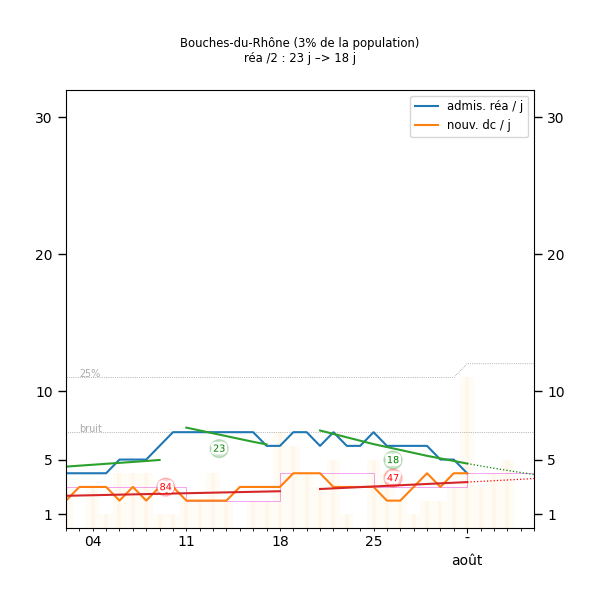 Bouches-du-Rhône (3% de la population)
réa /2 : 23 j –> 18 j
admis. réa / j
nouv. dc / j
30 30
20 20
25%
10 10
bruit
23
5 18 5
84 47
1 1
04 11 18 25 -
août